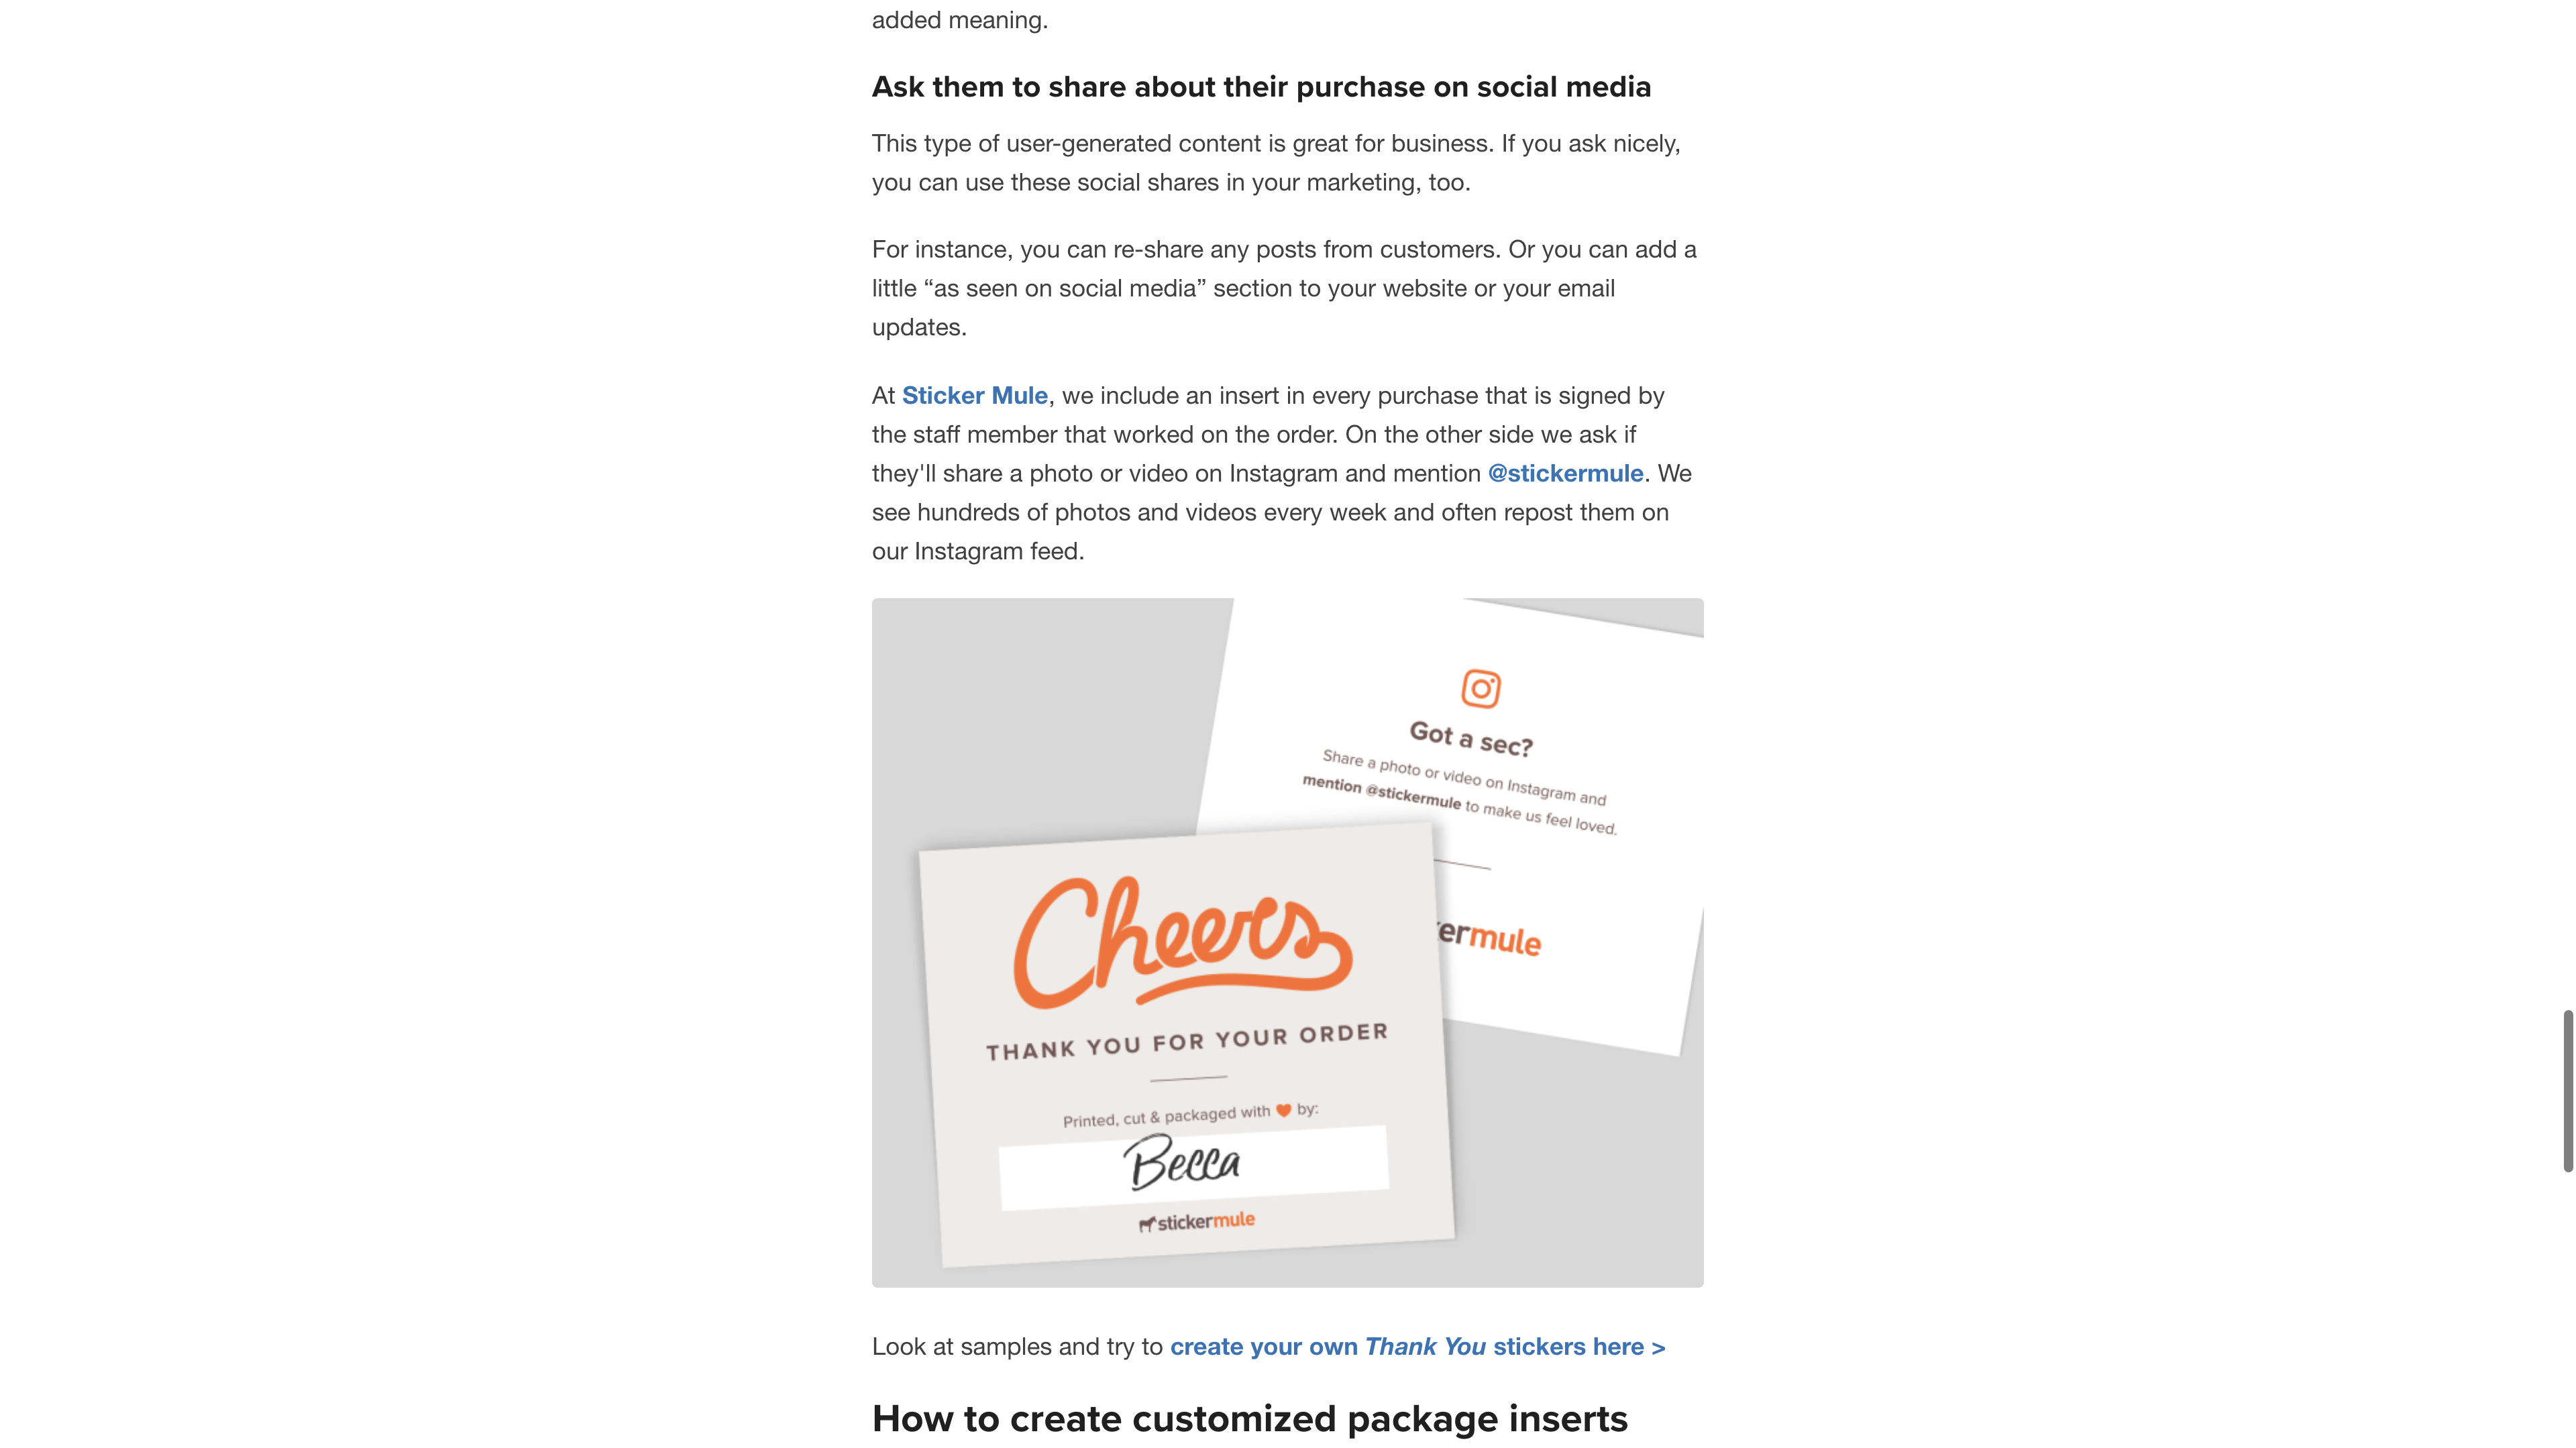 added meaning.
Ask them to share about their purchase on social media
This type of user-generated content is great for business. If you ask nicely,
you can use these social shares in your marketing, too.
For instance, you can re-share any posts from customers. Or you can add a
little “as seen on social media” section to your website or your email
updates.
At Sticker Mule, we include an insert in every purchase that is signed by
the staff member that worked on the order. On the other side we ask if
they'll share a photo or video on Instagram and mention @stickermule. We
see hundreds of photos and videos every week and often repost them on
our Instagram feed.
Got a sec?
Share a photo or video on Instagram and
mention @stickermule to make us feel loved.
ermule
Cheers
THANK YOU FOR YOUR ORDER
Printed, cut & packaged with by:
Becca
stickermule
Look at samples and try to create your own Thank You stickers here >
How to create customized package inserts